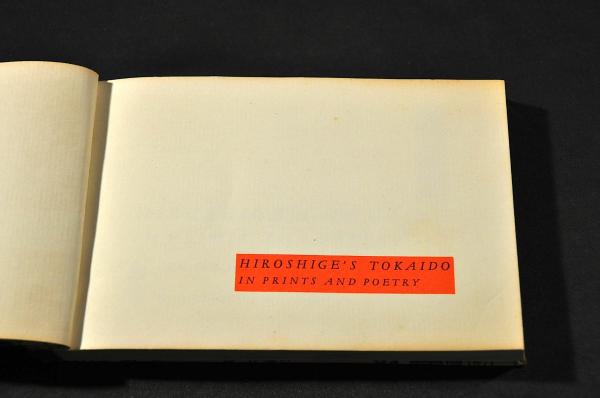 HIROSHIGE'S TOKAIDO
IN PRINTS AND POETRY